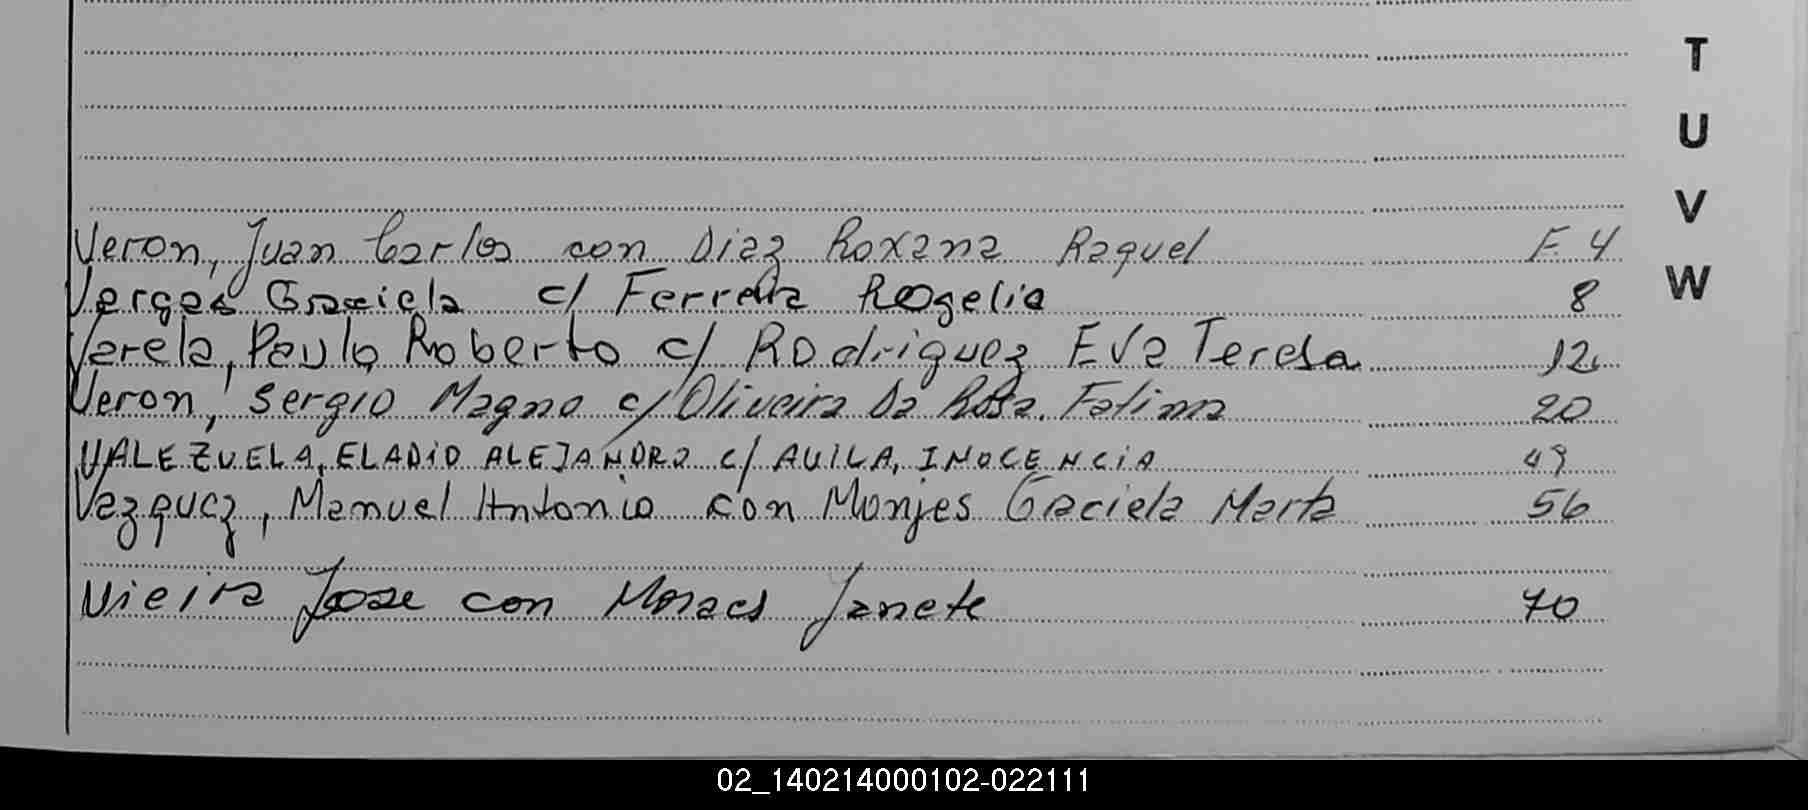 T
U
V
W
Veron, Juan Carlos con Diaz Roxana Raquel F. 4
Verges Graciela c/ Ferreira Rogelio 8
Varela, Paulo Roberto c/ Rodriguez Eva Teresa 12
Veron, Sergio Magno c/ Oliveira Da Rosa. Fatima 20
VALEZUELA, ELADIO ALEJANDRO c/ AVILA, INOCENCIA 49
Vazquez, Manuel Antonio con Monjes Graciela Marta 56
Vieira Jose con Moraes Janete 70
02_140214000102-022111